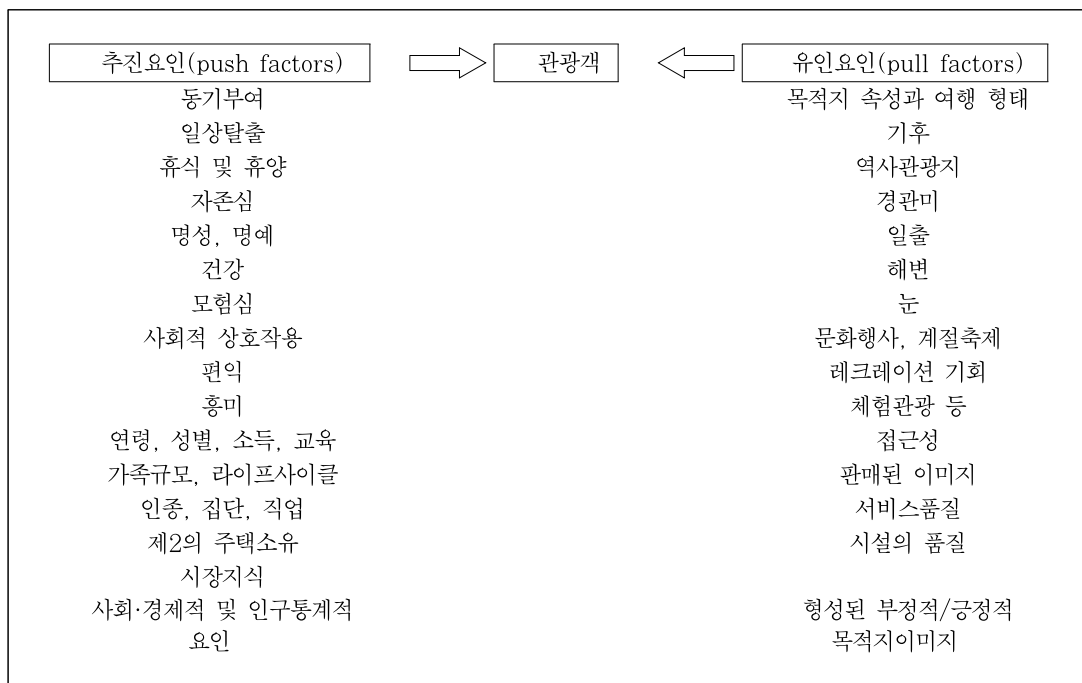 추진요인(push factors)
관광객
유인요인(pull factors)
동기부여
일상탈출
휴식 및 휴양
자존심
명성, 명예
건강
모험심
사회적 상호작용
편익
흥미
연령, 성별, 소득, 교육
가족규모, 라이프사이클
인종, 집단, 직업
제2의 주택소유
시장지식
사회·경제적 및 인구통계적
요인
목적지 속성과 여행 형태
기후
역사관광지
경관미
일출
해변
눈
문화행사, 계절축제
레크레이션 기회
체험관광 등
접근성
판매된 이미지
서비스품질
시설의 품질
형성된 부정적/긍정적
목적지이미지